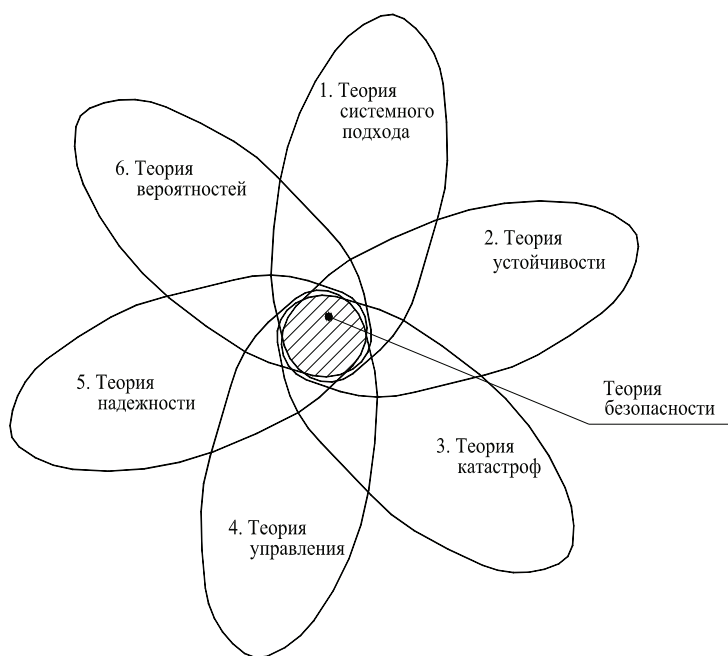 1. Теория
системного
подхода
2. Теория
устойчивости
3. Теория
катастроф
4. Теория
управления
5. Теория
надежности
6. Теория
вероятностей
Теория
безопасности